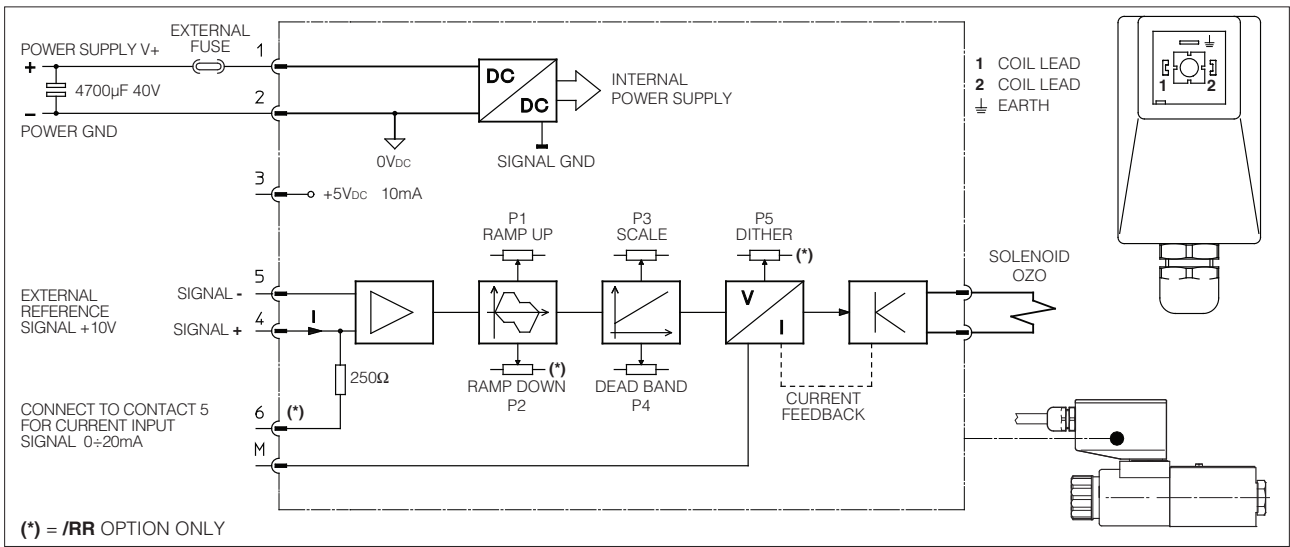 POWER SUPPLY V+
EXTERNAL
FUSE
1
+
4700µF 40V
2
−
POWER GND
DC
DC
INTERNAL
POWER SUPPLY
0VDC
SIGNAL GND
3
+5VDC 10mA
P1
RAMP UP
P3
SCALE
P5
DITHER
(*)
EXTERNAL
REFERENCE
SIGNAL +10V
5
SIGNAL -
4
SIGNAL +
I
V
I
SOLENOID
OZO
250Ω
(*)
RAMP DOWN
P2
DEAD BAND
P4
CURRENT
FEEDBACK
CONNECT TO CONTACT 5
FOR CURRENT INPUT
SIGNAL 0÷20mA
6 (*)
M
(*) = /RR OPTION ONLY
1 COIL LEAD
2 COIL LEAD
EARTH
1
2